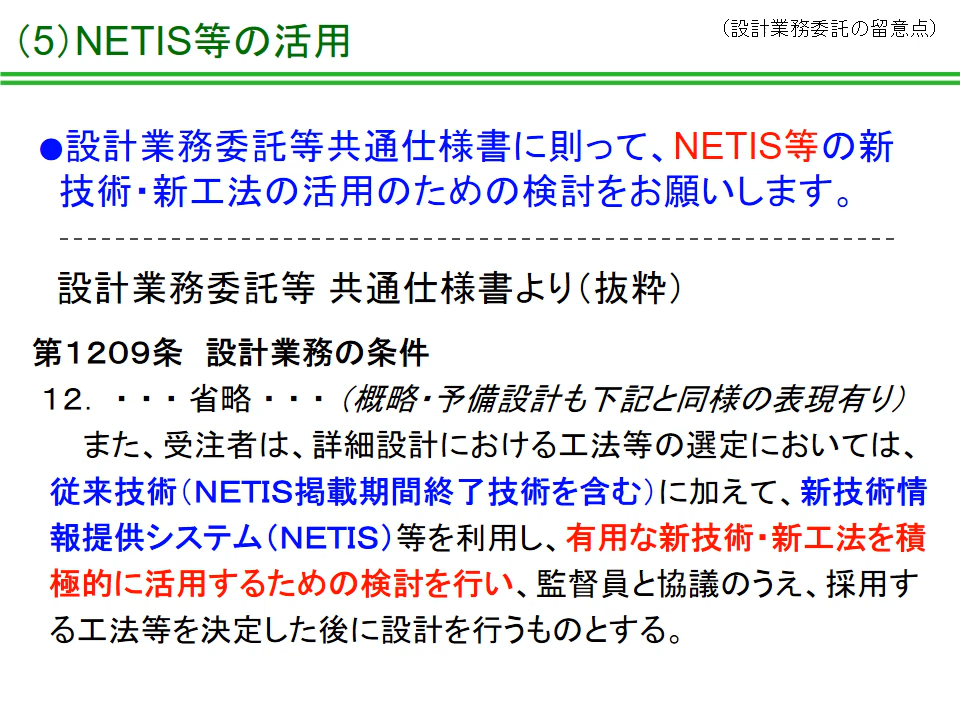 （5）NETIS等の活用
（設計業務委託の留意点）
●設計業務委託等共通仕様書に則って、NETIS等の新
技術・新工法の活用のための検討をお願いします。
設計業務委託等 共通仕様書より（抜粋）
第１２０９条　設計業務の条件
１２．・・・省略・・・（概略・予備設計も下記と同様の表現有り）
また、受注者は、詳細設計における工法等の選定においては、
従来技術（NETIS掲載期間終了技術を含む）に加えて、新技術情
報提供システム（NETIS）等を利用し、有用な新技術・新工法を積
極的に活用するための検討を行い、監督員と協議のうえ、採用す
る工法等を決定した後に設計を行うものとする。